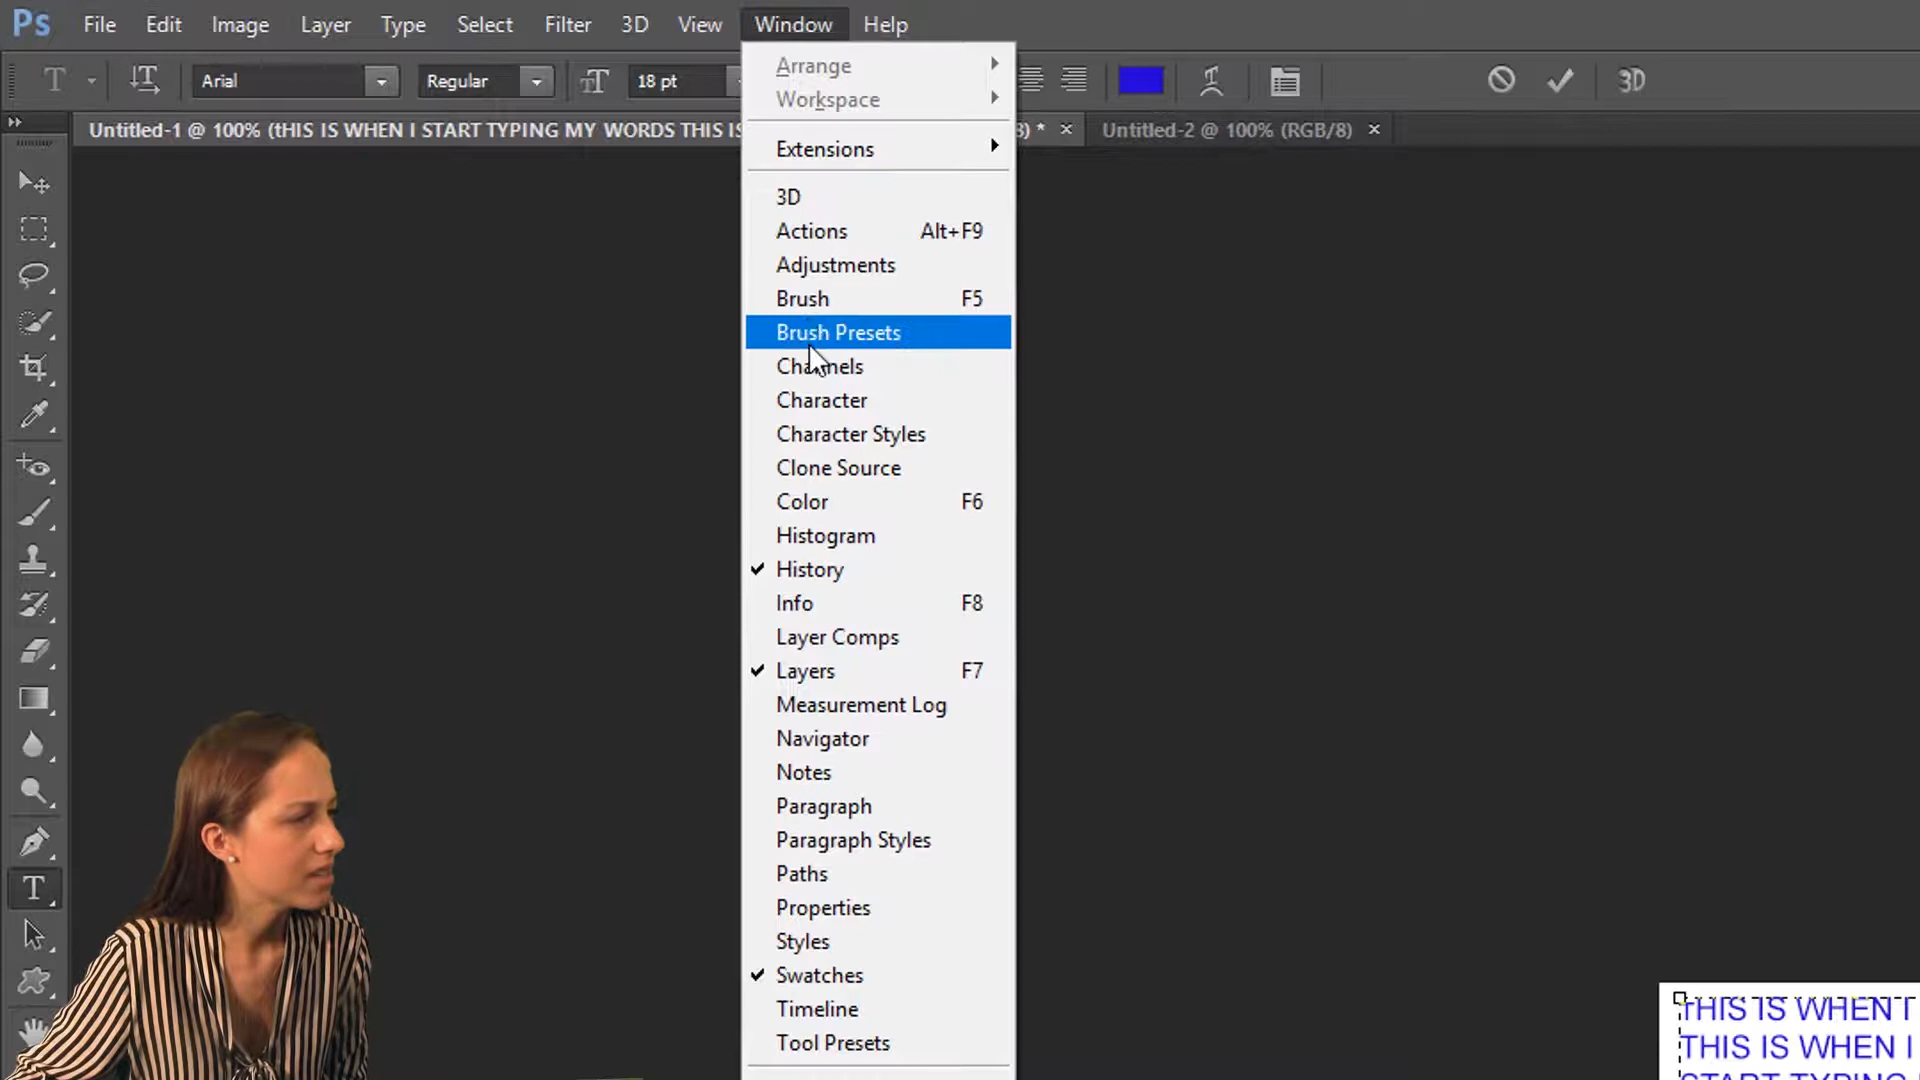 Ps File Edit Image Layer Type Select Filter 3D View Window Help
T Arial Regular 18 pt 3D
Untitled-1 @ 100% (tHIS IS WHEN I START TYPING MY WORDS THIS IS 8) * × Untitled-2 @ 100% (RGB/8) ×
Arrange
Workspace
Extensions
3D
Actions Alt+F9
Adjustments
Brush F5
Brush Presets
Channels
Character
Character Styles
Clone Source
Color F6
Histogram
History
Info F8
Layer Comps
Layers F7
Measurement Log
Navigator
Notes
Paragraph
Paragraph Styles
Paths
Properties
Styles
Swatches
Timeline
Tool Presets
T
tHIS IS WHEN I
THIS IS WHEN I
START TYPING